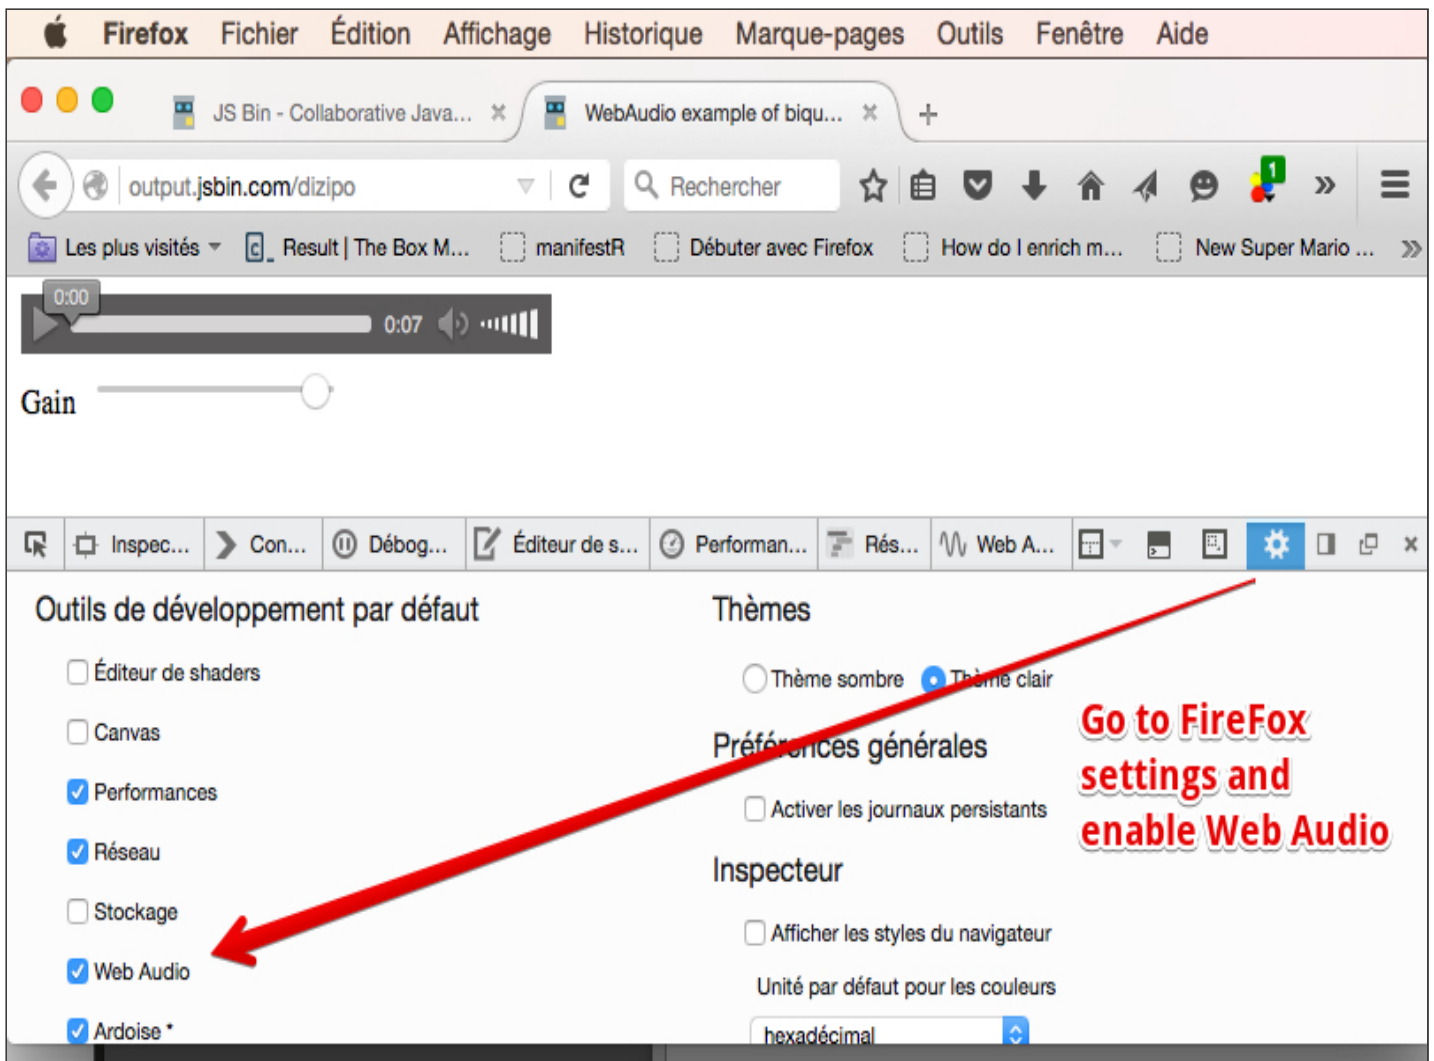 Firefox Fichier Édition Affichage Historique Marque-pages Outils Fenêtre Aide
JS Bin - Collaborative Java... WebAudio example of biqu...
output.jsbin.com/dizipo Rechercher 1
Les plus visités Result | The Box M... manifestR Débuter avec Firefox How do I enrich m... New Super Mario ...
0:00
0:07
Gain
Inspec... Con... Débog... Éditeur de s... Performan... Rés... Web A...
Outils de développement par défaut
Éditeur de shaders
Canvas
Performances
Réseau
Stockage
Web Audio
Ardoise *
Thèmes
Thème sombre Thème clair
Préférences générales
Activer les journaux persistants
Inspecteur
Afficher les styles du navigateur
Unité par défaut pour les couleurs
hexadécimal
Go to FireFox
settings and
enable Web Audio